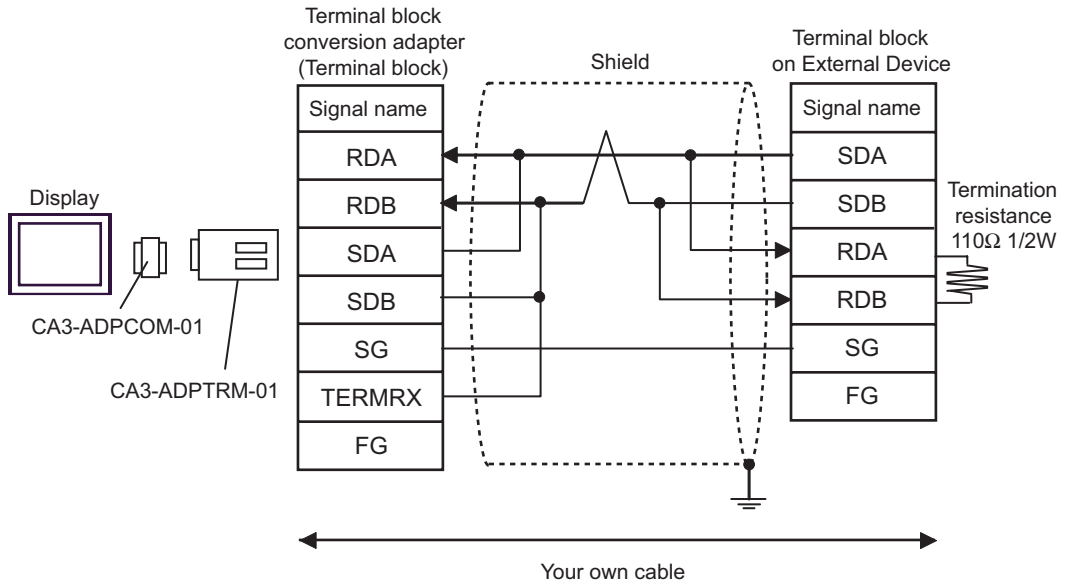 Terminal block
conversion adapter
(Terminal block)
Shield
Terminal block
on External Device
Signal name
RDA
RDB
SDA
SDB
SG
TERMRX
FG
Signal name
SDA
SDB
RDA
RDB
SG
FG
Display
CA3-ADPCOM-01
CA3-ADPTRM-01
Termination
resistance
110Ω 1/2W
Your own cable